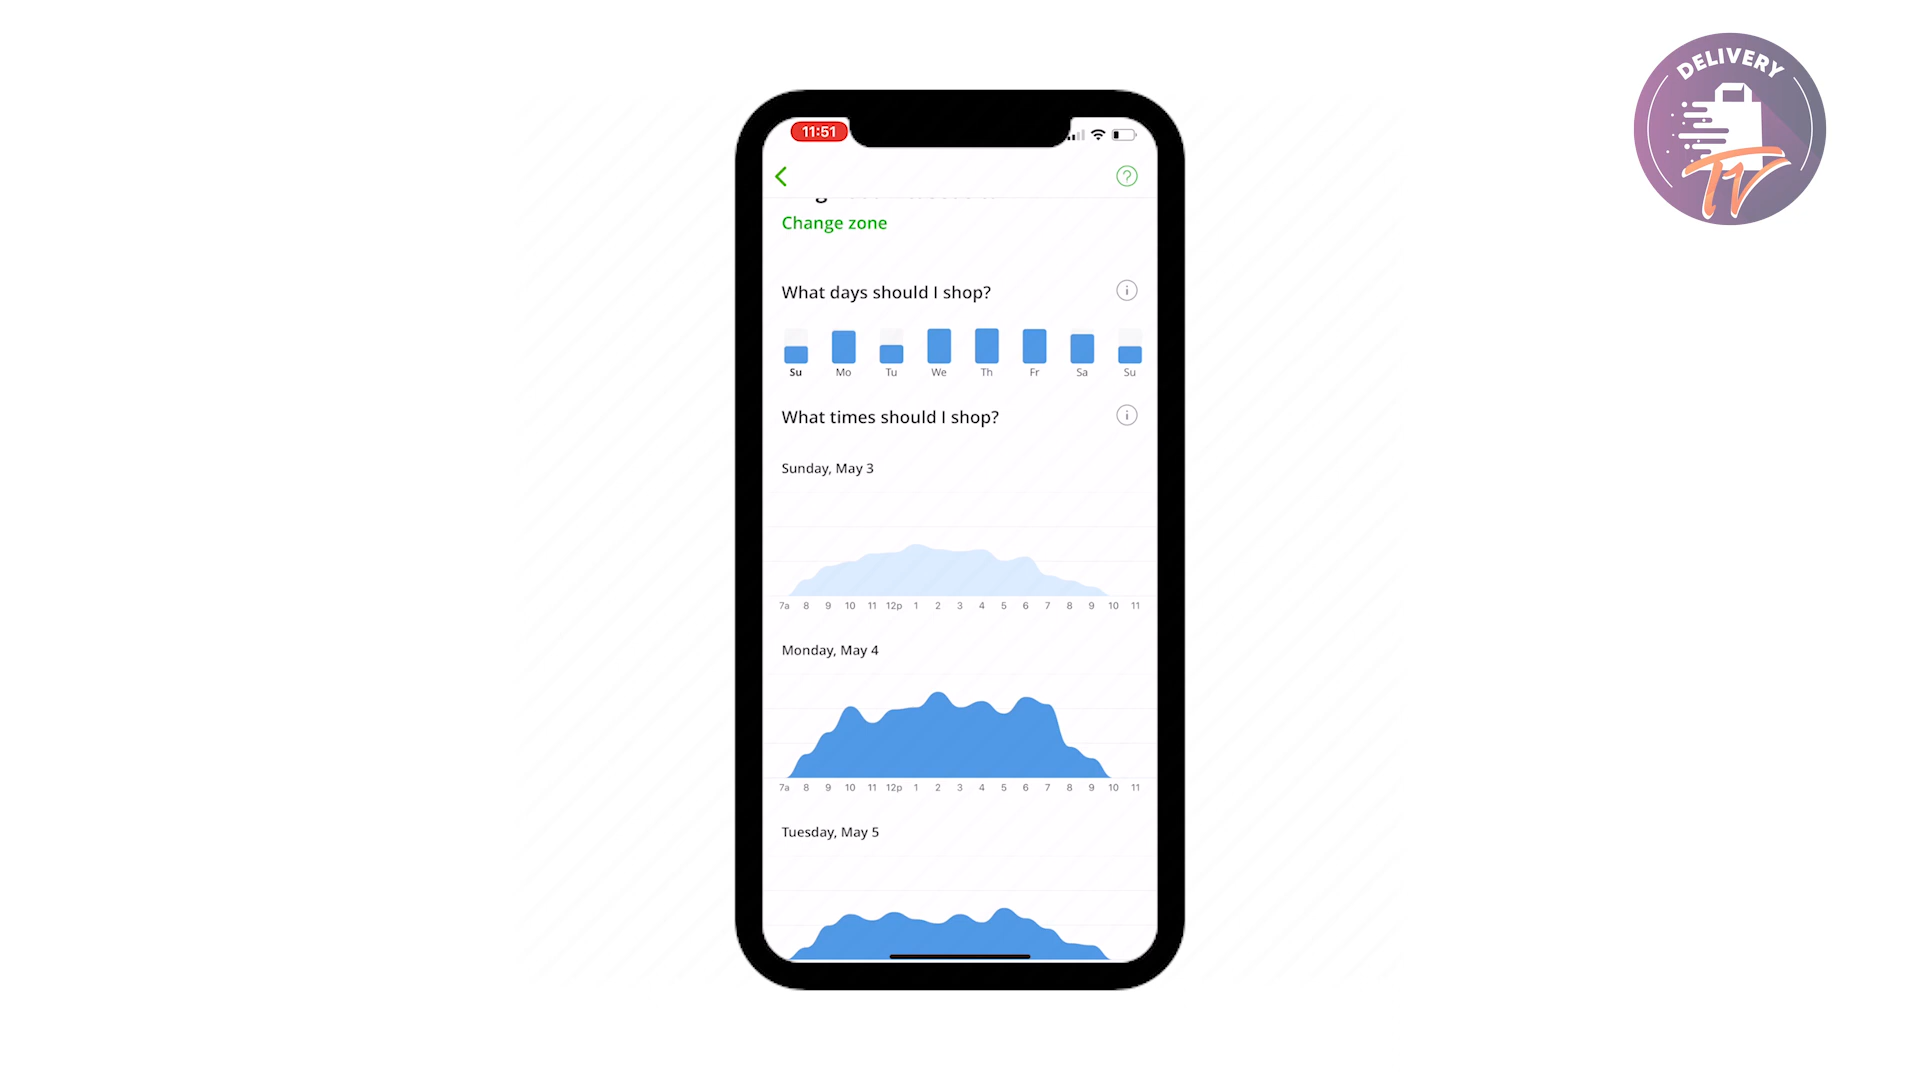 DELIVERY
TV
11:51
Change zone
What days should I shop?
Su Mo Tu We Th Fr Sa Su
What times should I shop?
Sunday, May 3
7a 8 9 10 11 12p 1 2 3 4 5 6 7 8 9 10 11
Monday, May 4
7a 8 9 10 11 12p 1 2 3 4 5 6 7 8 9 10 11
Tuesday, May 5